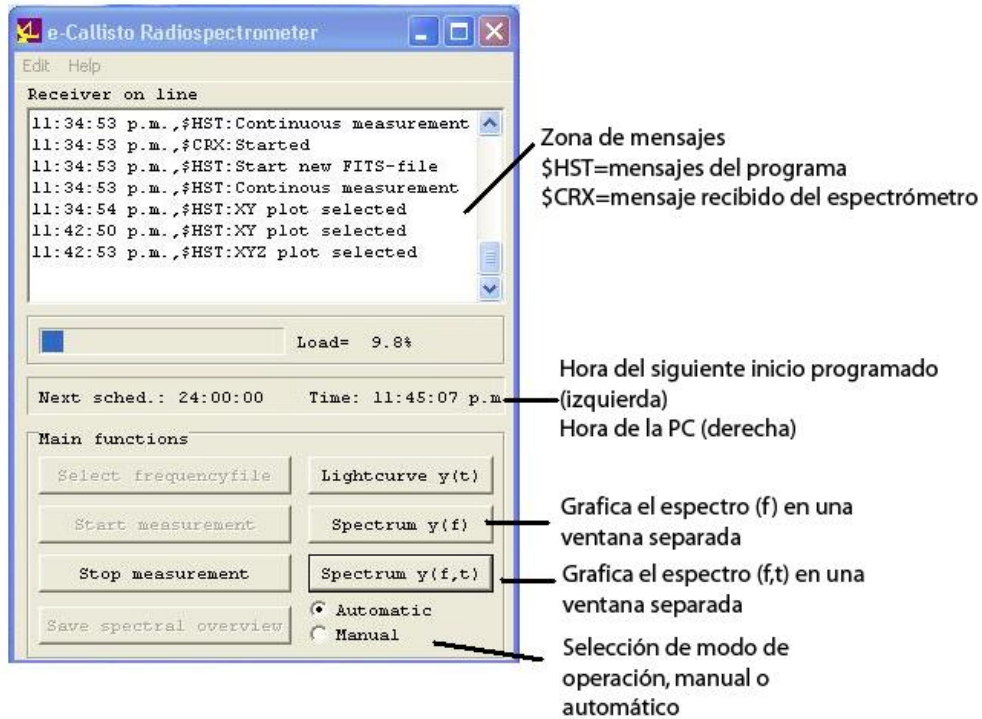 e-Callisto Radiospectrometer
Edit Help
Receiver on line
11:34:53 p.m.,$HST:Continuous measurement
11:34:53 p.m.,$CRX:Started
11:34:53 p.m.,$HST:Start new FITS-file
11:34:53 p.m.,$HST:Continous measurement
11:34:54 p.m.,$HST:XY plot selected
11:42:50 p.m.,$HST:XY plot selected
11:42:53 p.m.,$HST:XYZ plot selected
Zona de mensajes
$HST=mensajes del programa
$CRX=mensaje recibido del espectrómetro
Load= 9.8%
Next sched.: 24:00:00 Time: 11:45:07 p.m
Hora del siguiente inicio programado
(izquierda)
Hora de la PC (derecha)
Main functions
Select frequencyfile Lightcurve y(t)
Start measurement Spectrum y(f)
Grafica el espectro (f) en una
ventana separada
Stop measurement Spectrum y(f,t)
Grafica el espectro (f,t) en una
ventana separada
Save spectral overview
Automatic
Manual
Selección de modo de
operación, manual o
automático